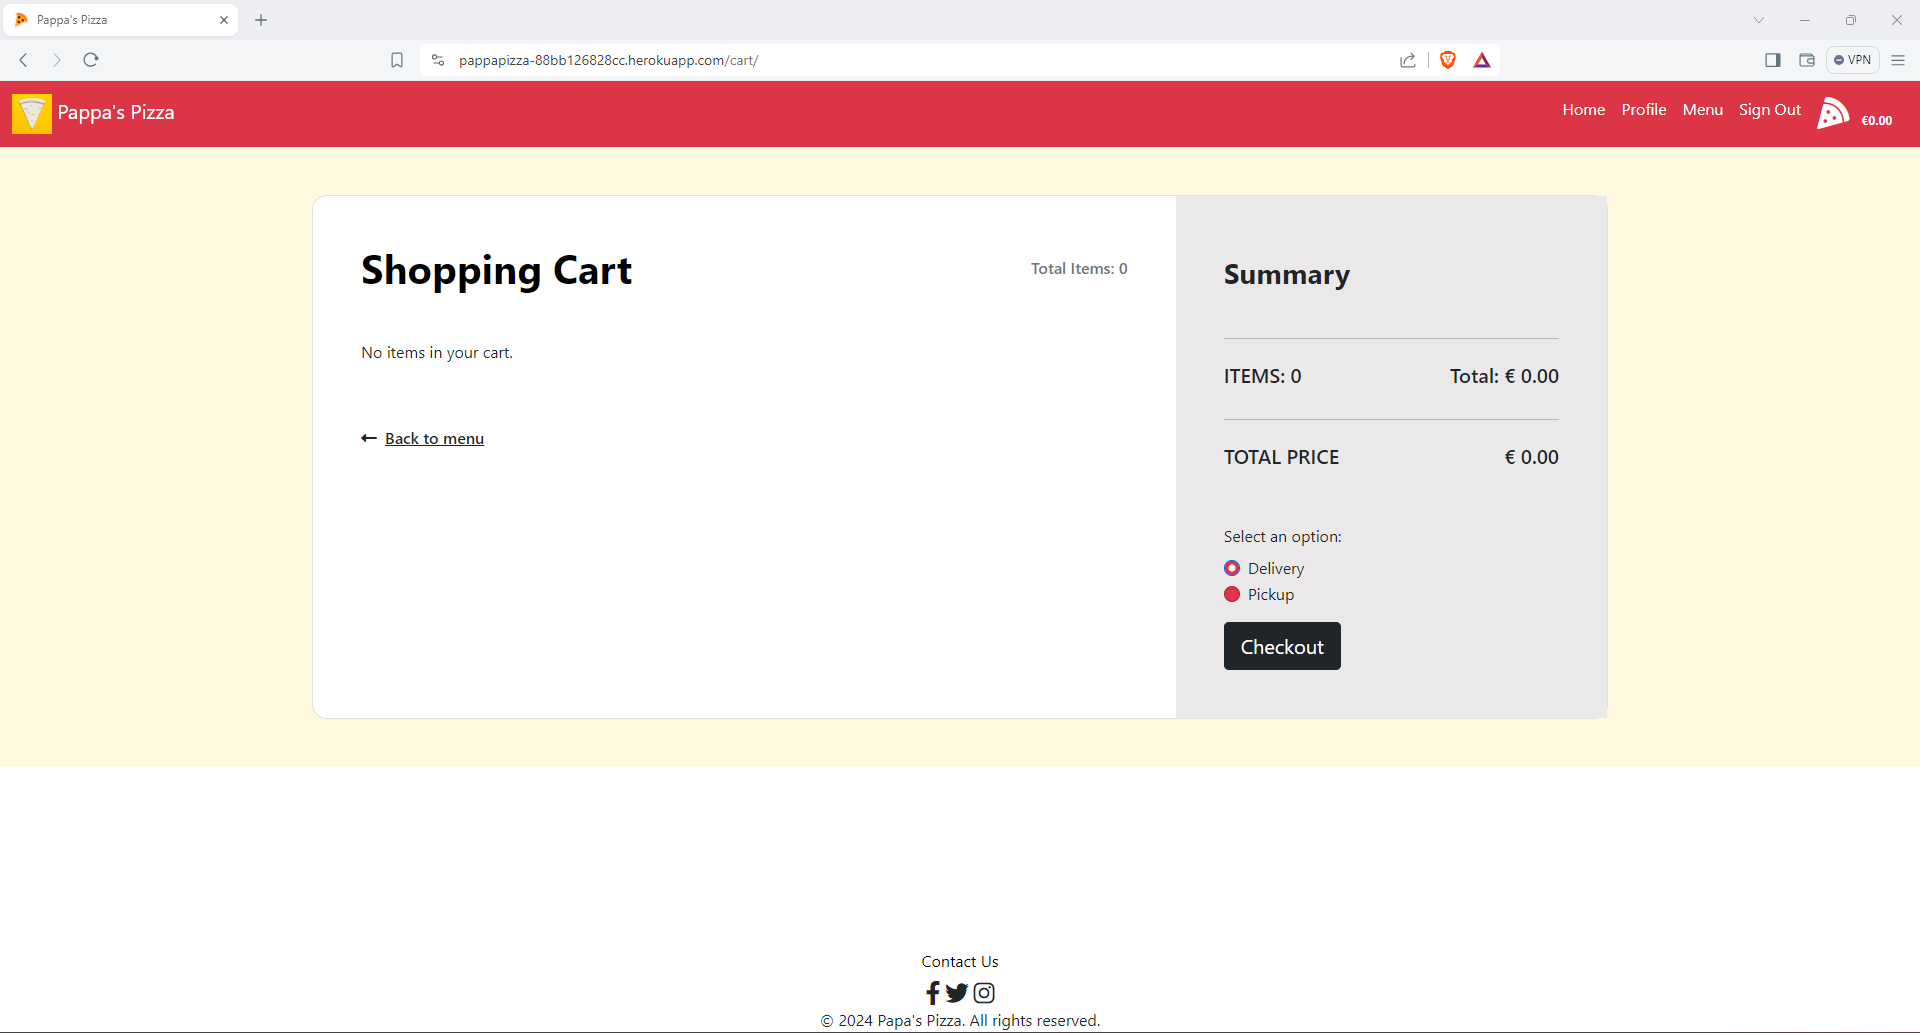 Pappa's Pizza
pappapizza-88bb126828cc.herokuapp.com/cart/
VPN
Pappa's Pizza
Home Profile Menu Sign Out €0.00
Shopping Cart
Total Items: 0
No items in your cart.
Back to menu
Summary
ITEMS: 0 Total: € 0.00
TOTAL PRICE € 0.00
Select an option:
Delivery
Pickup
Checkout
Contact Us
© 2024 Papa's Pizza. All rights reserved.